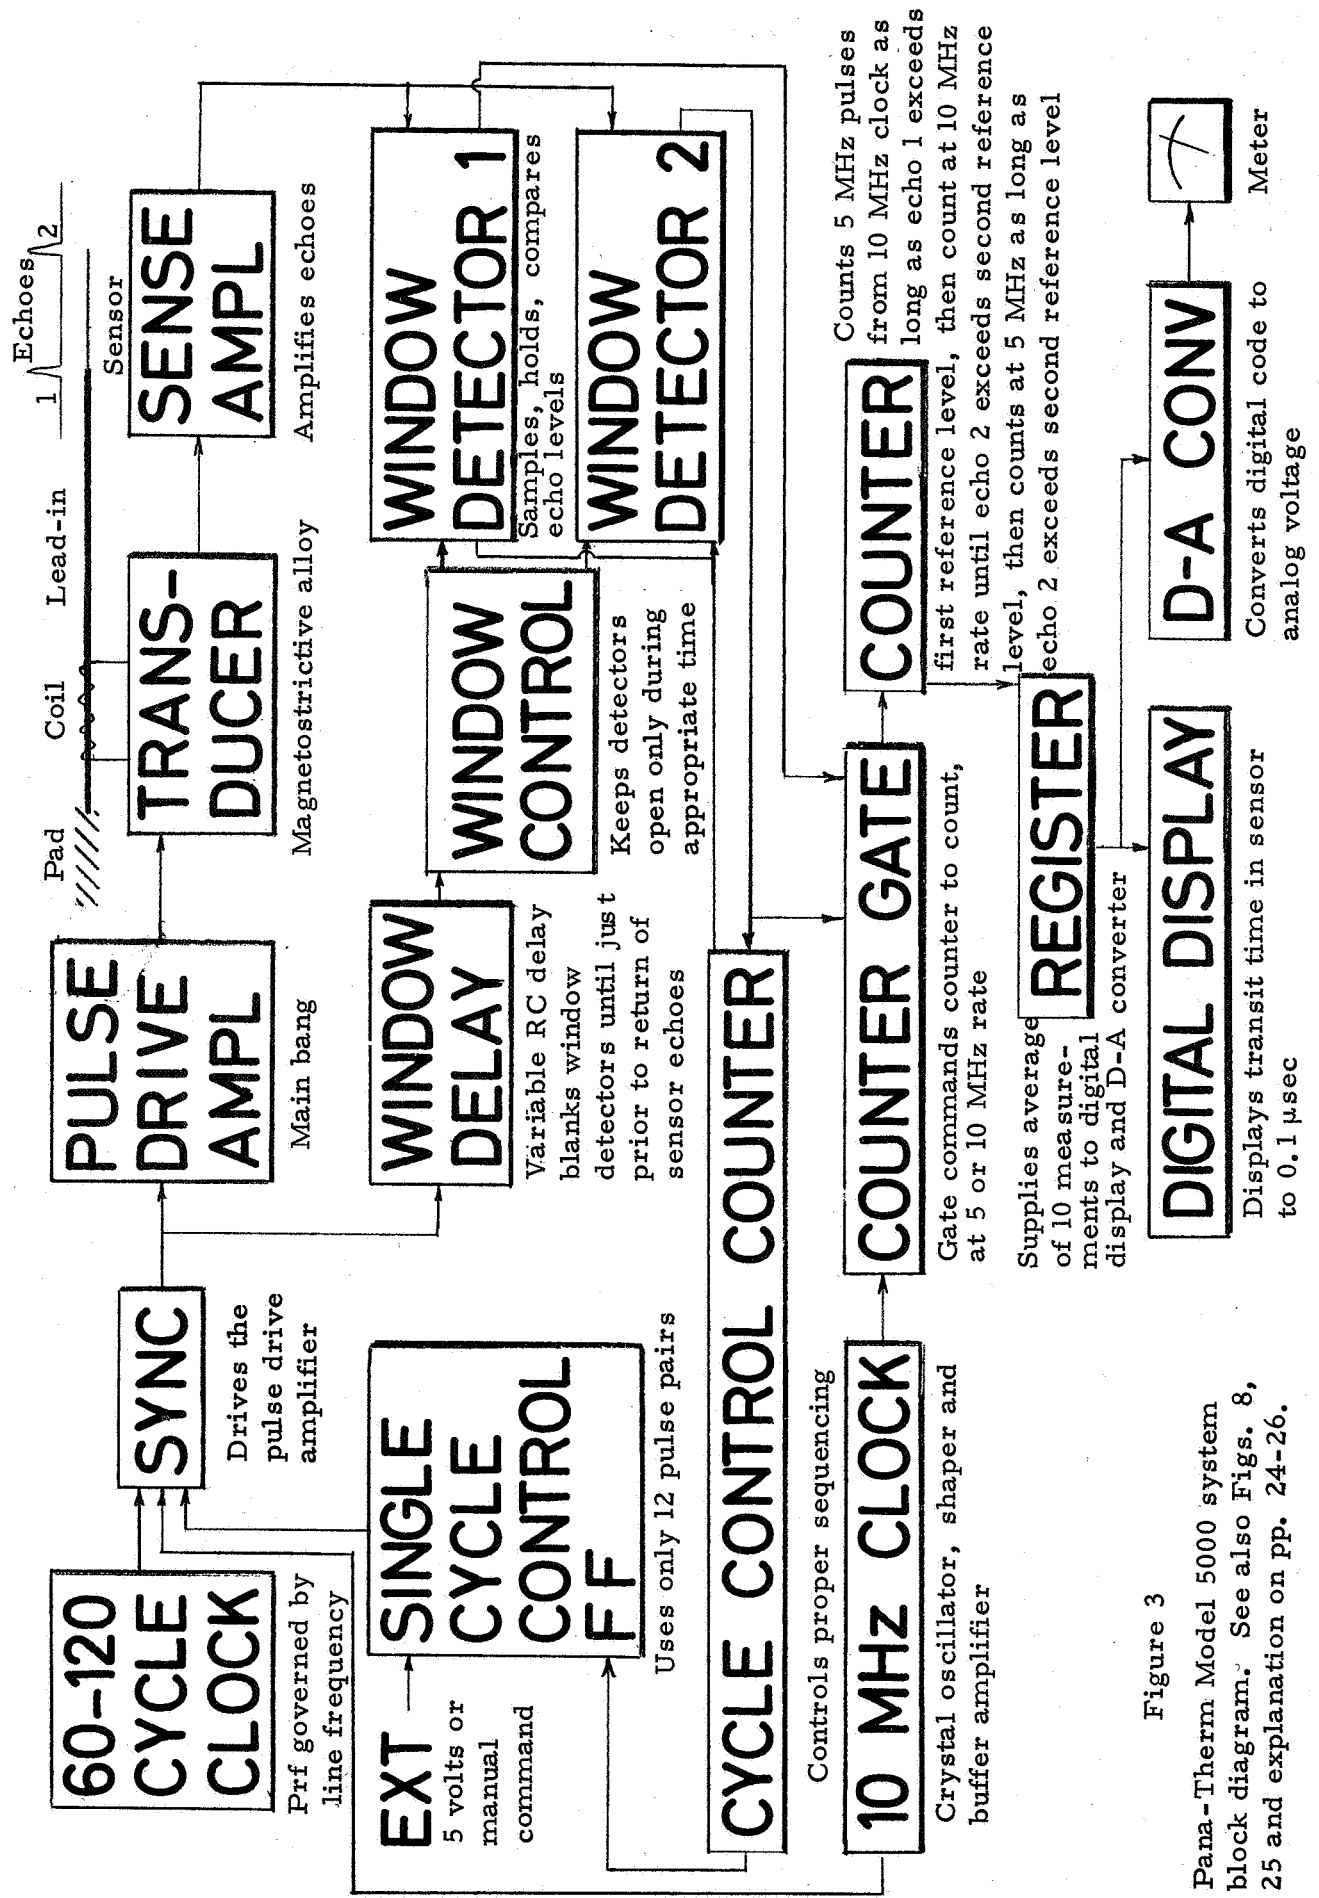 60-120
CYCLE
CLOCK
Prf governed by
line frequency
SYNC
Drives the
pulse drive
amplifier
PULSE
DRIVE
AMPL
Main bang
Pad
Coil
Lead-in
1
Echoes
2
Sensor
TRANS-
DUCER
Magnetostrictive alloy
SENSE
AMPL
Amplifies echoes
EXT
5 volts or
manual
command
SINGLE
CYCLE
CONTROL
FF
Uses only 12 pulse pairs
WINDOW
DELAY
Variable RC delay
blanks window
detectors until just
prior to return of
sensor echoes
WINDOW
CONTROL
Keeps detectors
open only during
appropriate time
WINDOW
DETECTOR 1
Samples, holds, compares
echo levels
WINDOW
DETECTOR 2
CYCLE CONTROL COUNTER
Controls proper sequencing
10 MHz CLOCK
Crystal oscillator, shaper and
buffer amplifier
COUNTER GATE
Gate commands counter to count,
at 5 or 10 MHz rate
COUNTER
Counts 5 MHz pulses
from 10 MHz clock as
long as echo 1 exceeds
first reference level, then count at 10 MHz
rate until echo 2 exceeds second reference
level, then counts at 5 MHz as long as
echo 2 exceeds second reference level
REGISTER
Supplies average
of 10 measure-
ments to digital
display and D-A converter
DIGITAL DISPLAY
Displays transit time in sensor
to 0.1 μsec
D-A CONV
Converts digital code to
analog voltage
Meter
Figure 3
Pana-Therm Model 5000 system
block diagram. See also Figs. 8,
25 and explanation on pp. 24-26.